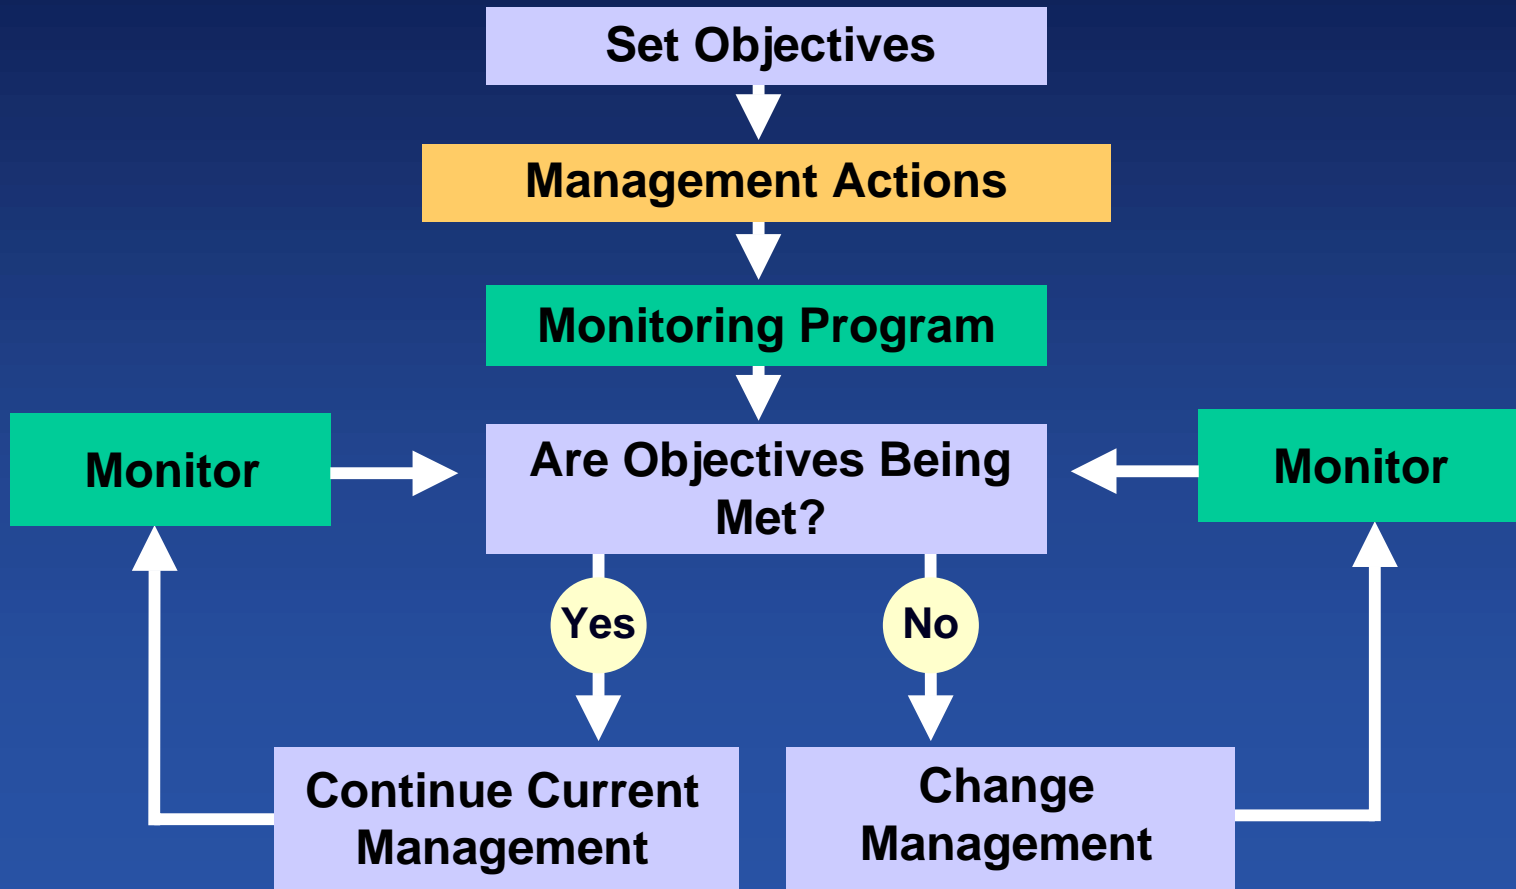 Set Objectives
Management Actions
Monitoring Program
Monitor
Are Objectives Being
Met?
Monitor
Yes
No
Continue Current
Management
Change
Management